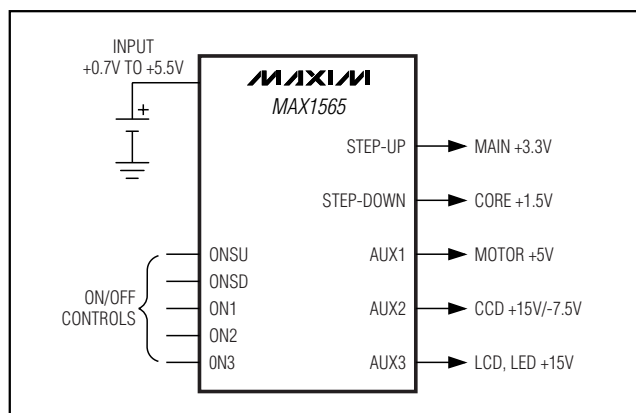 INPUT
+0.7V TO +5.5V
+
MAXIM
MAX1565
STEP-UP
MAIN +3.3V
STEP-DOWN
CORE +1.5V
ONSU
AUX1
MOTOR +5V
ONSD
ON/OFF
CONTROLS
ON1
AUX2
CCD +15V/-7.5V
ON2
0N3
AUX3
LCD, LED +15V